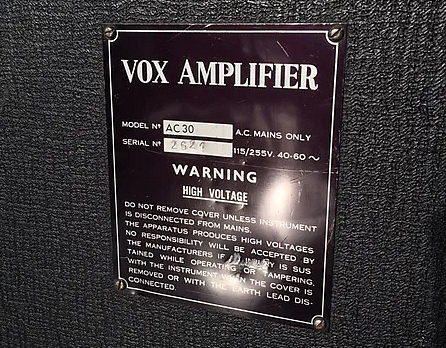 VOX AMPLIFIER
MODEL Nº AC30 A.C. MAINS ONLY
SERIAL Nº 115/255V. 40-60 ~
WARNING
HIGH VOLTAGE
DO NOT REMOVE COVER UNLESS INSTRUMENT
IS DISCONNECTED FROM MAINS.
THE APPARATUS PRODUCES HIGH VOLTAGES
NO RESPONSIBILITY WILL BE ACCEPTED BY
THE MANUFACTURERS IF INJURY IS SUS
TAINED WHILE OPERATING OR TAMPERING
WITH THE INSTRUMENT WHEN THE COVER IS
REMOVED OR WITH THE EARTH LEAD DIS-
CONNECTED.